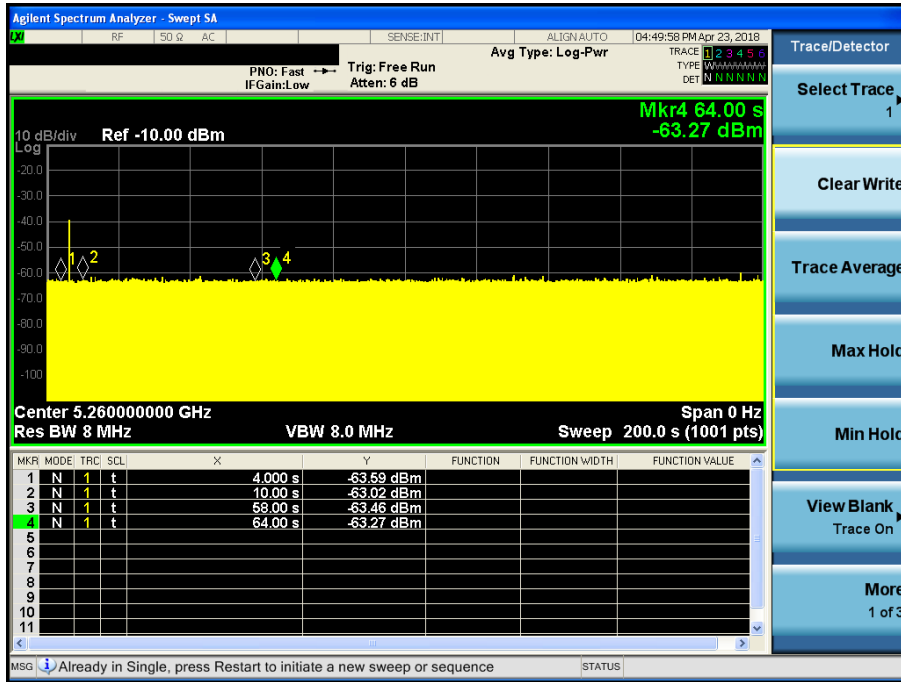 Agilent Spectrum Analyzer - Swept SA
LXI RF 50 Ω AC SENSE:INT ALIGN AUTO 04:49:58 PM Apr 23, 2018
Avg Type: Log-Pwr TRACE 1 2 3 4 5 6
PNO: Fast Trig: Free Run TYPE WWWWWW
IFGain:Low Atten: 6 dB DET N N N N N N
Mkr4 64.00 s
-63.27 dBm
10 dB/div Ref -10.00 dBm
Log
-20.0
-30.0
-40.0
-50.0
1 2 3 4
-60.0
-70.0
-80.0
-90.0
-100
Center 5.260000000 GHz Span 0 Hz
Res BW 8 MHz VBW 8.0 MHz Sweep 200.0 s (1001 pts)
MKR MODE TRC SCL X Y FUNCTION FUNCTION WIDTH FUNCTION VALUE
1 N 1 t 4.000 s -63.59 dBm
2 N 1 t 10.00 s -63.02 dBm
3 N 1 t 58.00 s -63.46 dBm
4 N 1 t 64.00 s -63.27 dBm
5
6
7
8
9
10
11
MSG Already in Single, press Restart to initiate a new sweep or sequence STATUS
Trace/Detector
Select Trace
1
Clear Write
Trace Average
Max Hold
Min Hold
View Blank
Trace On
More
1 of 3